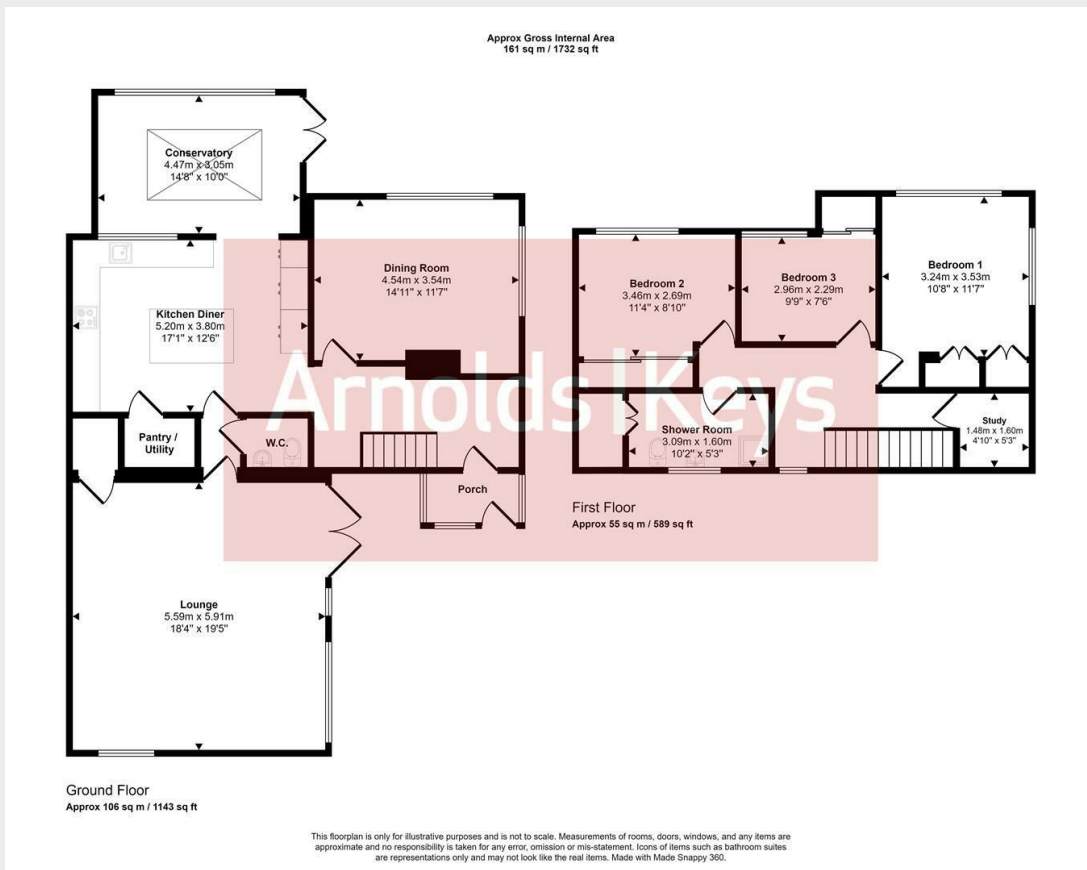 Approx Gross Internal Area
161 sq m / 1732 sq ft
Conservatory
4.47m x 3.05m
14'8" x 10'0"
Dining Room
4.54m x 3.54m
14'11" x 11'7"
Kitchen Diner
5.20m x 3.80m
17'1" x 12'6"
Pantry /
Utility
W.C.
Porch
Lounge
5.59m x 5.91m
18'4" x 19'5"
Ground Floor
Approx 106 sq m / 1143 sq ft
Bedroom 2
3.46m x 2.69m
11'4" x 8'10"
Bedroom 3
2.96m x 2.29m
9'9" x 7'6"
Bedroom 1
3.24m x 3.53m
10'8" x 11'7"
Shower Room
3.09m x 1.60m
10'2" x 5'3"
Study
1.48m x 1.60m
4'10" x 5'3"
First Floor
Approx 55 sq m / 589 sq ft
Arnolds|Keys
This floorplan is only for illustrative purposes and is not to scale. Measurements of rooms, doors, windows, and any items are
approximate and no responsibility is taken for any error, omission or mis-statement. Icons of items such as bathroom suites
are representations only and may not look like the real items. Made with Made Snappy 360.